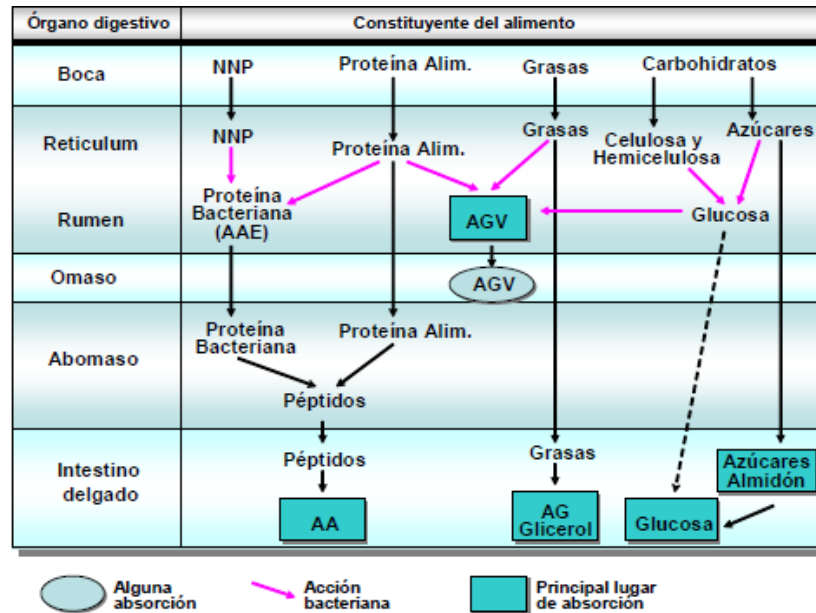 Órgano digestivo
Constituyente del alimento
Boca
NNP
Proteína Alim.
Grasas
Carbohidratos
Reticulum
NNP
Proteína Alim.
Grasas
Celulosa y
Hemicelulosa
Azúcares
Rumen
Proteína
Bacteriana
(AAE)
AGV
Glucosa
Omaso
AGV
Abomaso
Proteína
Bacteriana
Proteína Alim.
Péptidos
Intestino
delgado
Péptidos
Grasas
Azúcares
Almidón
AA
AG
Glicerol
Glucosa
Alguna
absorción
Acción
bacteriana
Principal lugar
de absorción